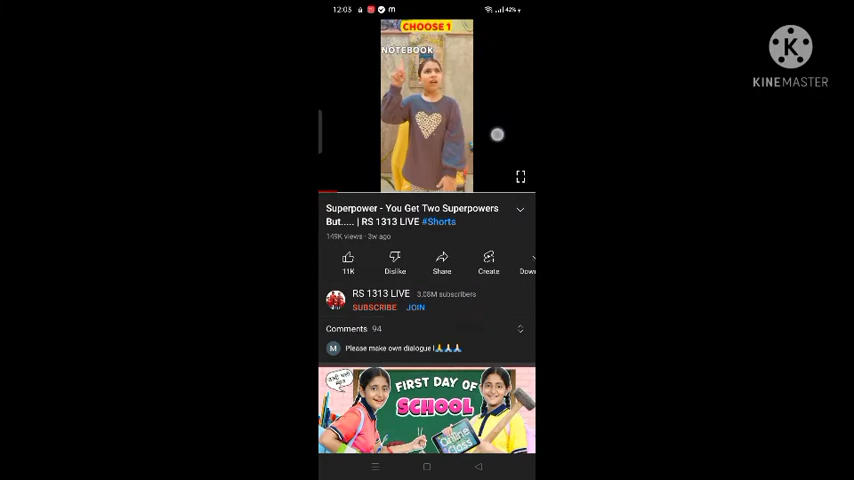 12:03
m
42%
CHOOSE 1
NOTEBOOK
K
KINEMASTER
Superpower - You Get Two Superpowers
But..... | RS 1313 LIVE #Shorts
149K views · 3w ago
11K
Dislike
Share
Create
Down
RS 1313 LIVE 3.08M subscribers
SUBSCRIBE JOIN
Comments 94
M Please make own dialogue !🙏🙏🙏
FIRST DAY OF
SCHOOL
Online
Class